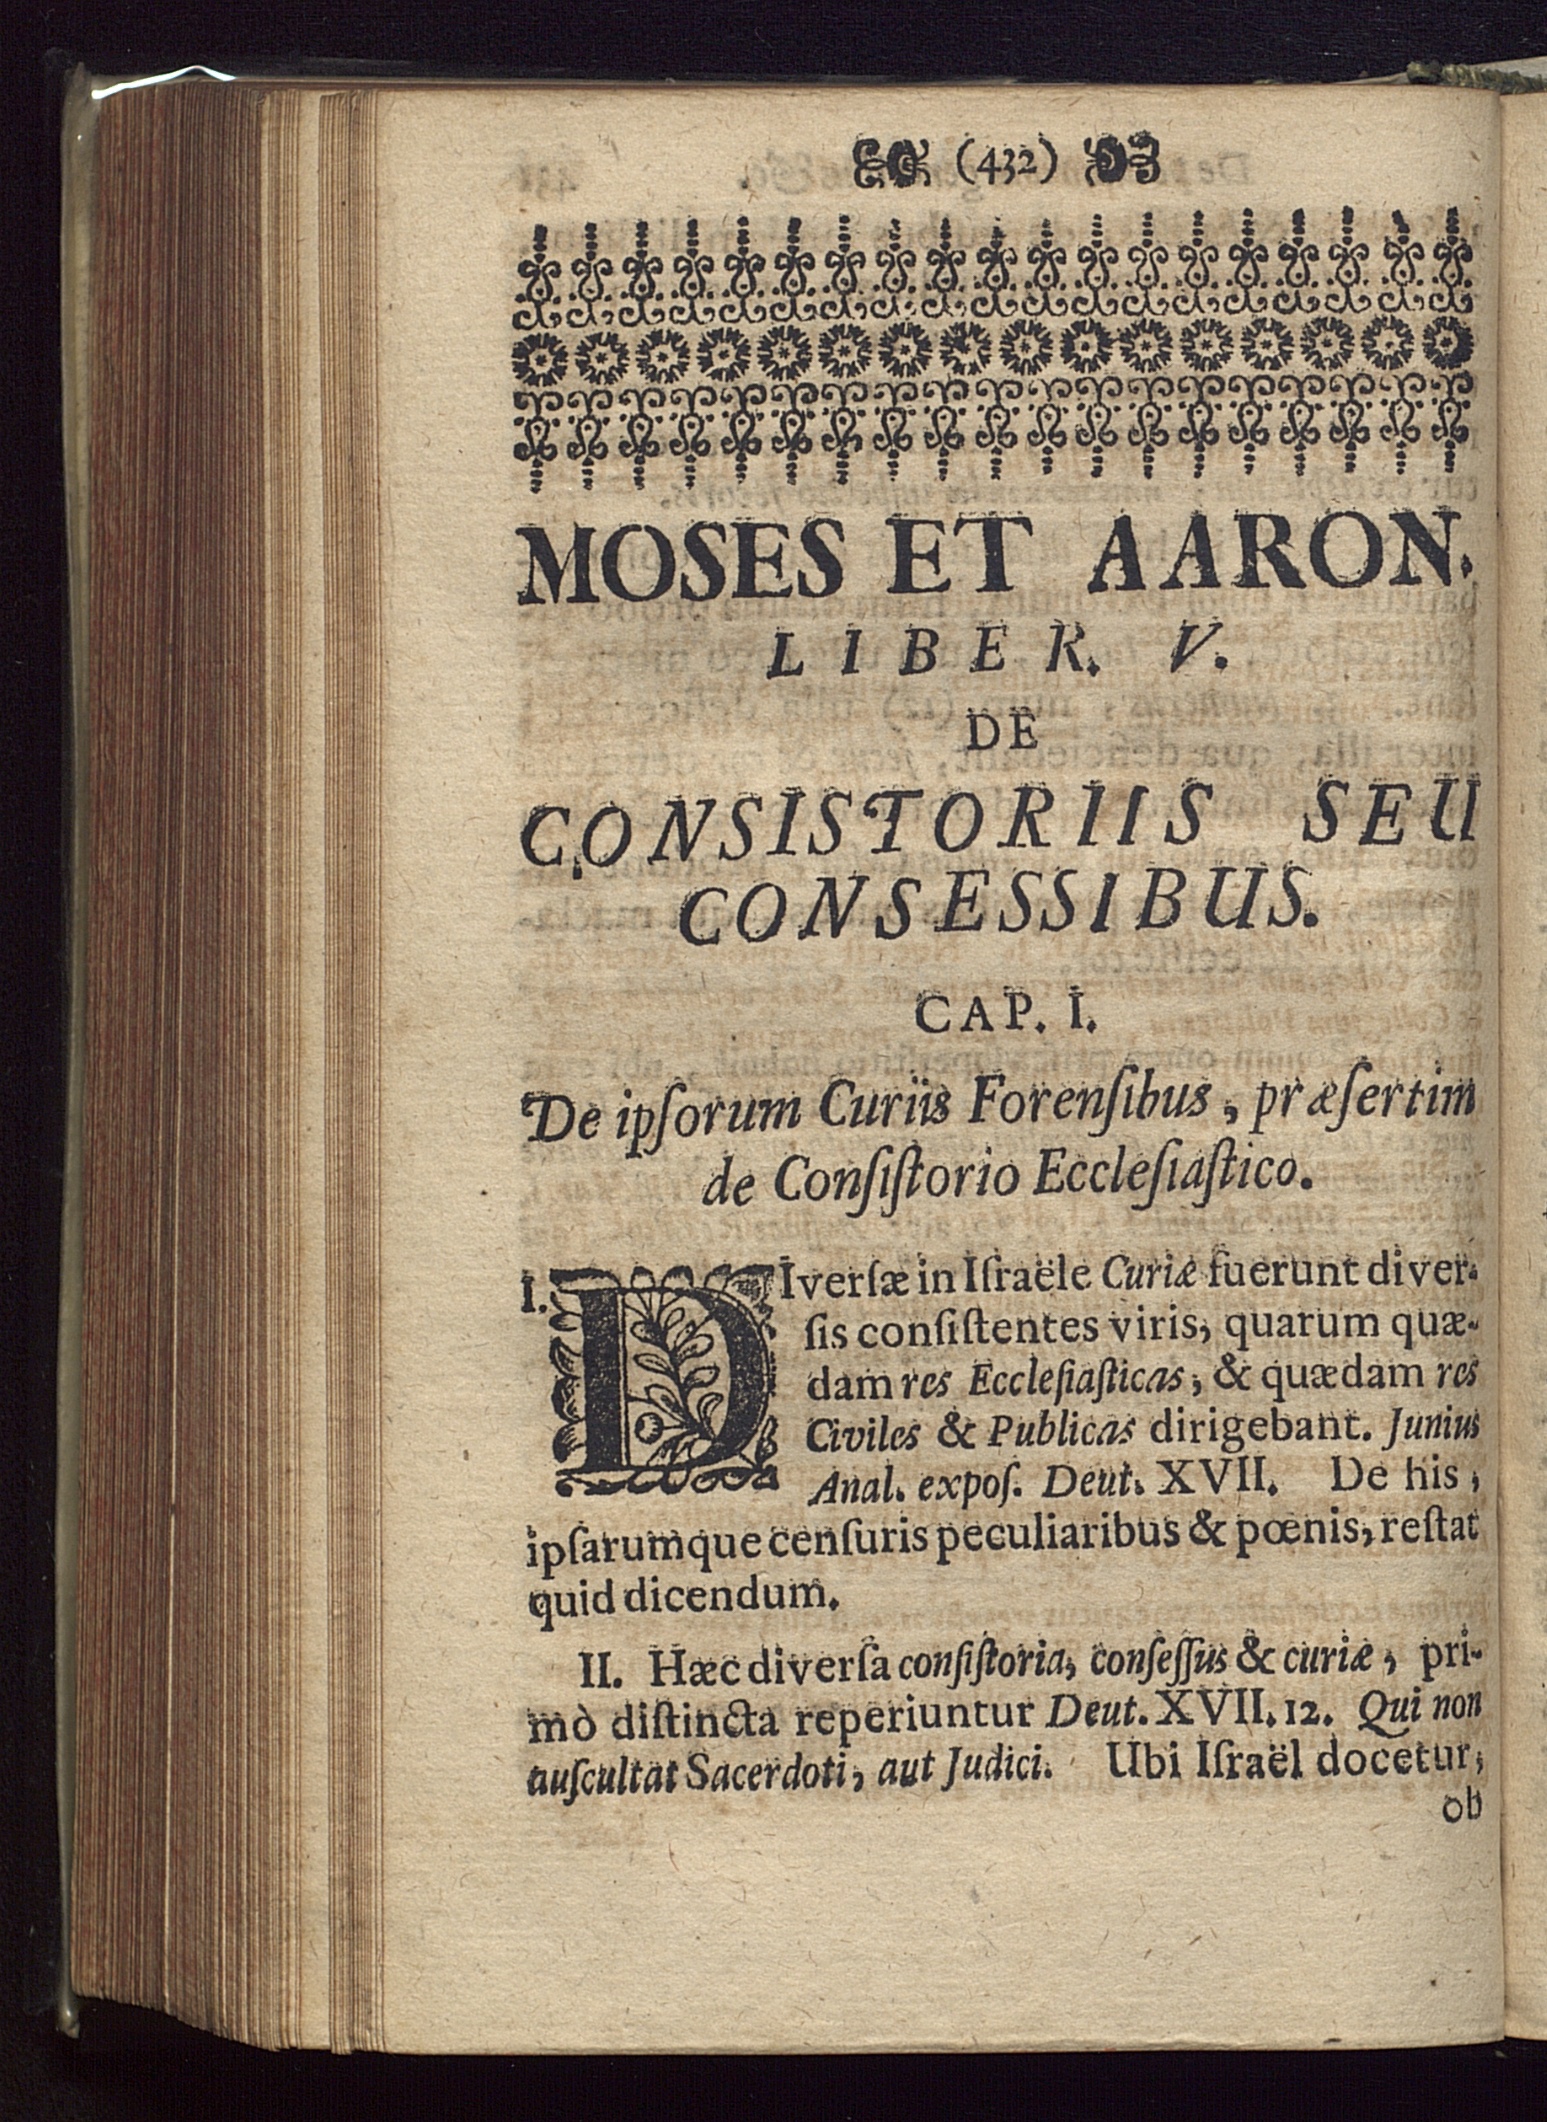 (432)
MOSES ET AARON.
LIBER. V.
DE
CONSISTORIIS SEU
CONSESSIBUS.
CAP. I.
De ipſorum Curiis Forenſibus, præſertim
de Conſiſtorio Eccleſiaſtico.
I. DIverſæ in Iſraële Curiæ fuerunt diver-
ſis conſiſtentes viris, quarum quæ-
dam res Eccleſiaſticas, & quædam res
Civiles & Publicas dirigebant. Junius
Anal. expoſ. Deut. XVII. De his,
ipſarumque cenſuris peculiaribus & pœnis, reſtat
quid dicendum.
II. Hæc diverſa conſiſtoria, conſeſſus & curiæ, pri-
mò diſtincta reperiuntur Deut. XVII. 12. Qui non
auſcultat Sacerdoti, aut Judici. Ubi Iſraël docetur,
ob